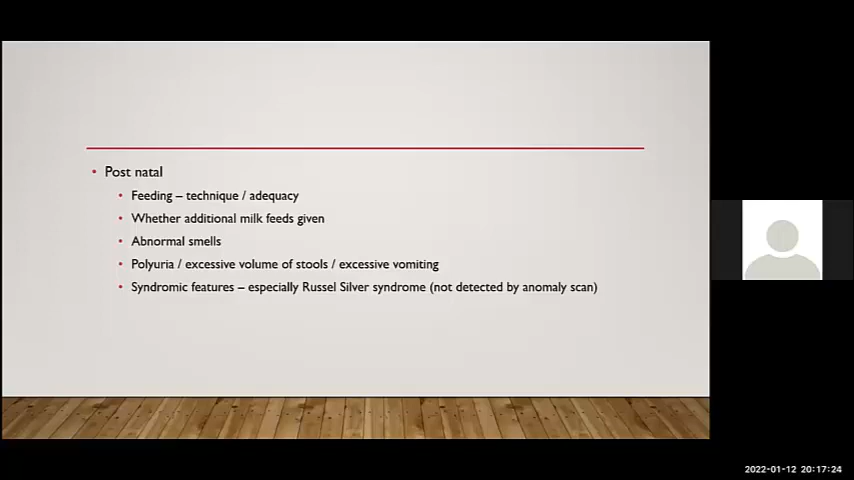 • Post natal
• Feeding – technique / adequacy
• Whether additional milk feeds given
• Abnormal smells
• Polyuria / excessive volume of stools / excessive vomiting
• Syndromic features – especially Russel Silver syndrome (not detected by anomaly scan)
2022-01-12 20:17:24